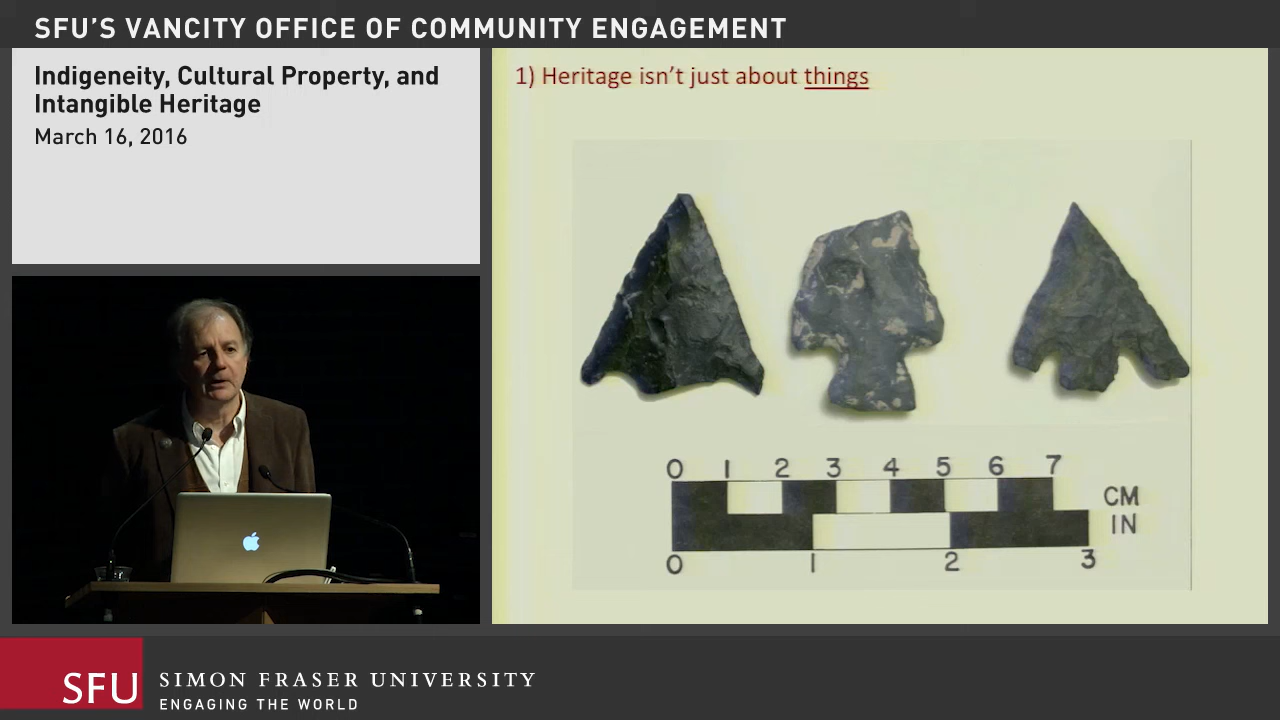 SFU'S VANCITY OFFICE OF COMMUNITY ENGAGEMENT
Indigeneity, Cultural Property, and
Intangible Heritage
March 16, 2016
1) Heritage isn't just about things
0 1 2 3 4 5 6 7
CM
IN
0 1 2 3
SFU SIMON FRASER UNIVERSITY
ENGAGING THE WORLD